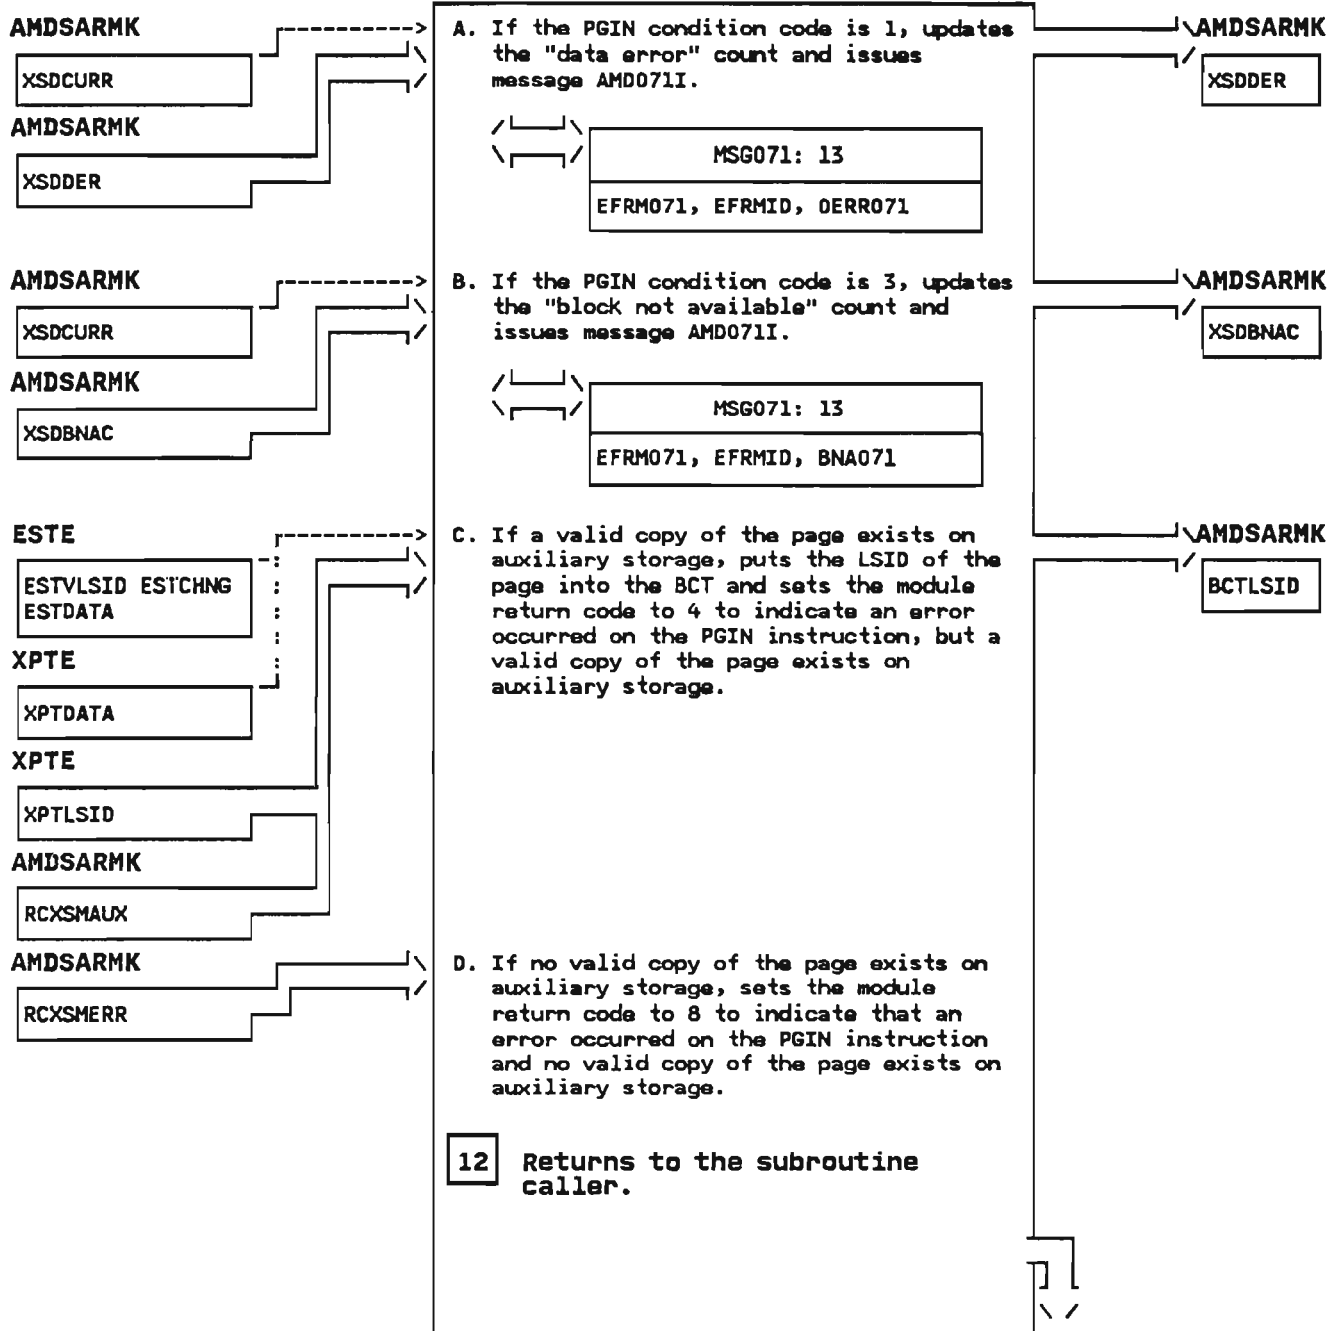 AMDSARMK
XSDCURR
AMDSARMK
XSDDER
A. If the PGIN condition code is 1, updates
the "data error" count and issues
message AMD071I.
MSG071: 13
EFRM071, EFRMID, DERR071
AMDSARMK
XSDDER
AMDSARMK
XSDCURR
AMDSARMK
XSDBNAC
B. If the PGIN condition code is 3, updates
the "block not available" count and
issues message AMD071I.
MSG071: 13
EFRM071, EFRMID, BNA071
AMDSARMK
XSDBNAC
ESTE
ESTVLSID ESTCHNG
ESTDATA
XPTE
XPTDATA
XPTE
XPTLSID
AMDSARMK
RCXSMAUX
C. If a valid copy of the page exists on
auxiliary storage, puts the LSID of the
page into the BCT and sets the module
return code to 4 to indicate an error
occurred on the PGIN instruction, but a
valid copy of the page exists on
auxiliary storage.
AMDSARMK
BCTLSID
AMDSARMK
RCXSMERR
D. If no valid copy of the page exists on
auxiliary storage, sets the module
return code to 8 to indicate that an
error occurred on the PGIN instruction
and no valid copy of the page exists on
auxiliary storage.
12 Returns to the subroutine
caller.